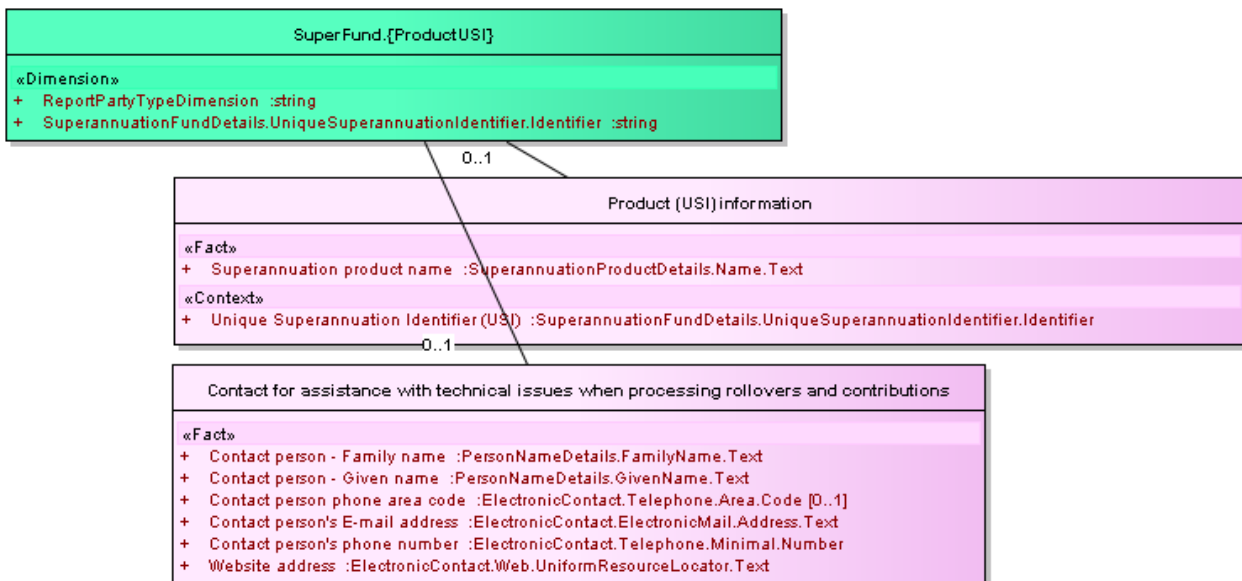 SuperFund.{ProductUSI}
«Dimension»
+ ReportPartyTypeDimension :string
+ SuperannuationFundDetails.UniqueSuperannuationIdentifier.Identifier :string
0..1
Product (USI) information
«Fact»
+ Superannuation product name :SuperannuationProductDetails.Name.Text
«Context»
+ Unique Superannuation Identifier (USI) :SuperannuationFundDetails.UniqueSuperannuationIdentifier.Identifier
0..1
Contact for assistance with technical issues when processing rollovers and contributions
«Fact»
+ Contact person - Family name :PersonNameDetails.FamilyName.Text
+ Contact person - Given name :PersonNameDetails.GivenName.Text
+ Contact person phone area code :ElectronicContact.Telephone.Area.Code [0..1]
+ Contact person's E-mail address :ElectronicContact.ElectronicMail.Address.Text
+ Contact person's phone number :ElectronicContact.Telephone.Minimal.Number
+ Website address :ElectronicContact.Web.UniformResourceLocator.Text